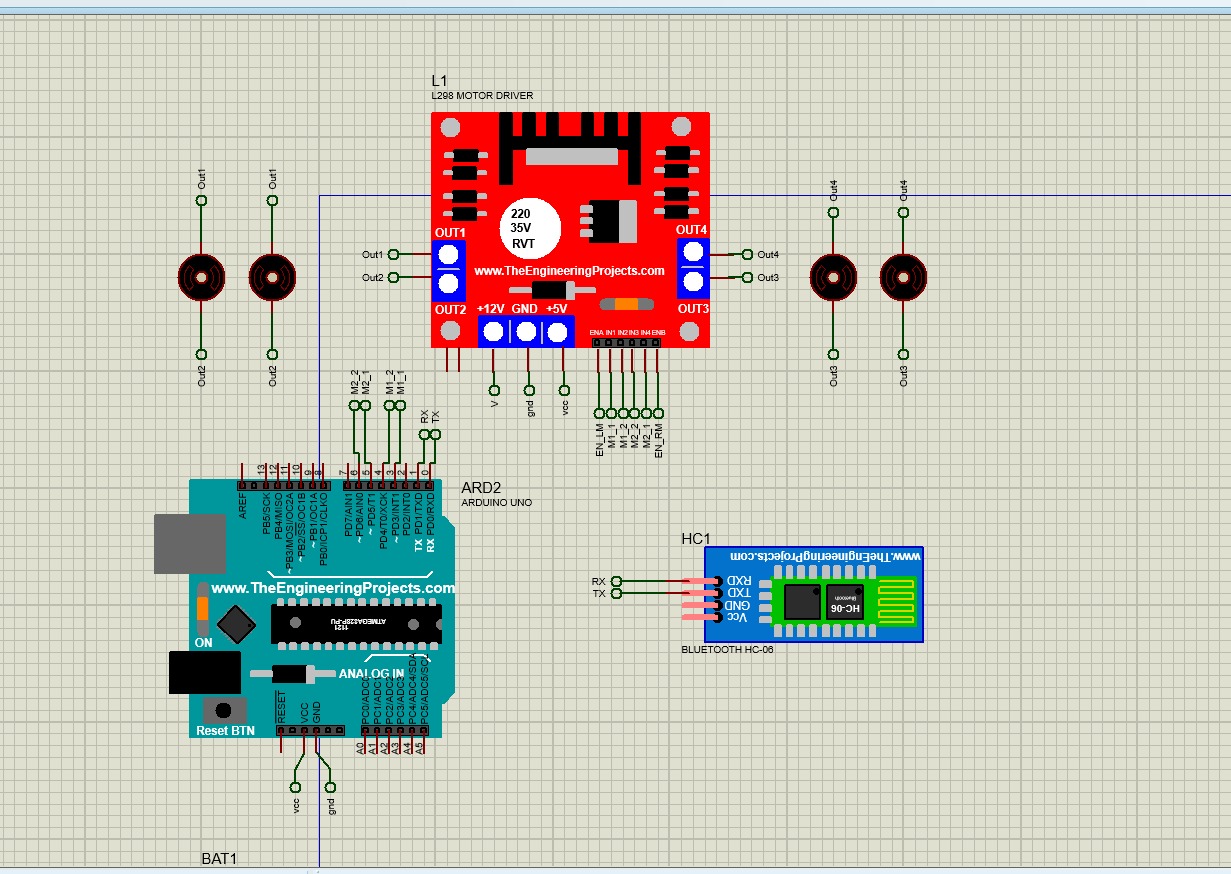 L1
L298 MOTOR DRIVER
Out1
Out1
Out4
Out4
220
35V
RVT
OUT1
OUT4
Out1
Out4
www.TheEngineeringProjects.com
Out2
Out3
OUT2
+12V GND +5V
OUT3
ENA IN1 IN2 IN3 IN4 ENB
Out2
Out2
Out3
Out3
M2_2
M2_1
M1_2
M1_1
RX
TX
V
gnd
vcc
EN_LM
M1_1
M1_2
M2_2
M2_1
EN_RM
13
12
11
10
9
8
7
6
5
4
3
2
1
0
ARD2
ARDUINO UNO
AREF
PB5/SCK
PB4/MISO
~PB3/MOSI/OC2A
~PB2/SS/OC1B
~PB1/OC1A
PB0/ICP1/CLKO
PD7/AIN1
~PD6/AIN0
~PD5/T1
PD4/T0/XCK
~PD3/INT1
PD2/INT0
TX PD1/TXD
RX PD0/RXD
HC1
www.TheEngineeringProjects.com
RX
TX
RXD
TXD
GND
Vcc
Bluetooth
HC-06
BLUETOOTH HC-06
www.TheEngineeringProjects.com
ATMEGA328P-PU
1121
ON
ANALOG IN
RESET
VCC
GND
PC0/ADC0
PC1/ADC1
PC2/ADC2
PC3/ADC3
PC4/ADC4/SDA
PC5/ADC5/SCL
Reset BTN
A0
A1
A2
A3
A4
A5
vcc
gnd
BAT1